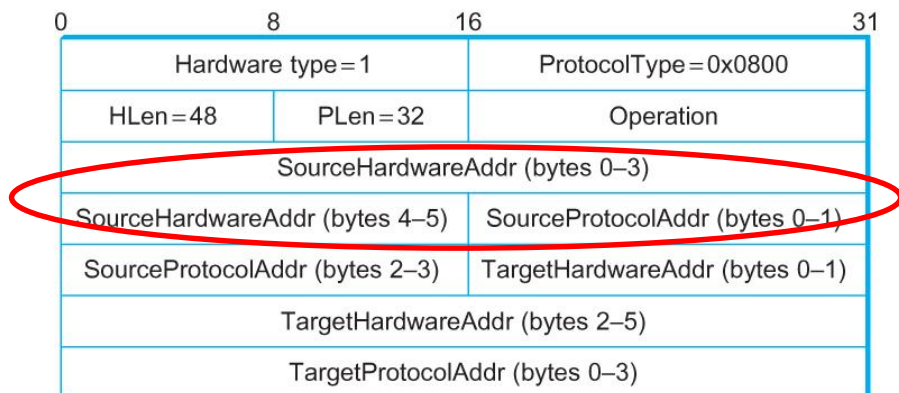 0 8 16 31
Hardware type=1 ProtocolType=0x0800
HLen=48 PLen=32 Operation
SourceHardwareAddr (bytes 0–3)
SourceHardwareAddr (bytes 4–5) SourceProtocolAddr (bytes 0–1)
SourceProtocolAddr (bytes 2–3) TargetHardwareAddr (bytes 0–1)
TargetHardwareAddr (bytes 2–5)
TargetProtocolAddr (bytes 0–3)